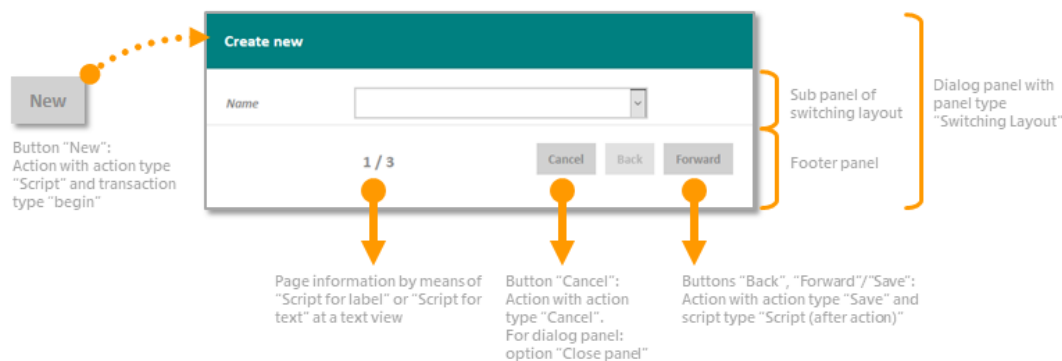 Create new
New
Name
Button "New":
Action with action type
"Script" and transaction
type "begin"
1 / 3
Cancel
Back
Forward
Sub panel of
switching layout
Footer panel
Dialog panel with
panel type
"Switching Layout"
Page information by means of
"Script for label" or "Script for
text" at a text view
Button "Cancel":
Action with action
type "Cancel".
For dialog panel:
option "Close panel"
Buttons "Back", "Forward"/"Save":
Action with action type "Save" and
script type "Script (after action)"